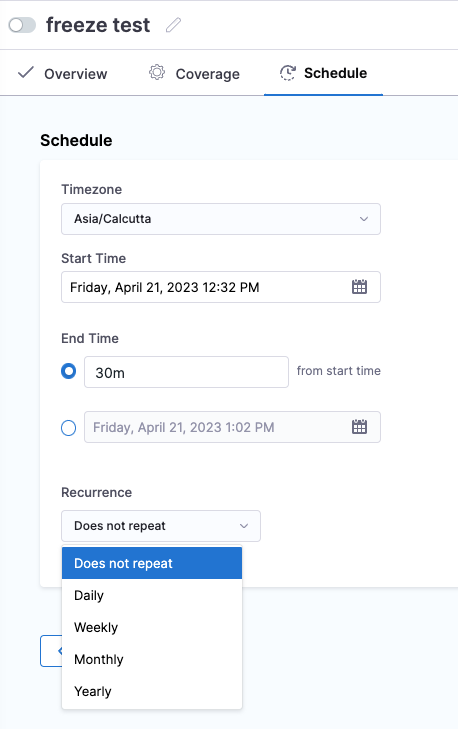 freeze test
Overview Coverage Schedule
Schedule
Timezone
Asia/Calcutta
Start Time
Friday, April 21, 2023 12:32 PM
End Time
30m from start time
Friday, April 21, 2023 1:02 PM
Recurrence
Does not repeat
Does not repeat
Daily
Weekly
Monthly
Yearly